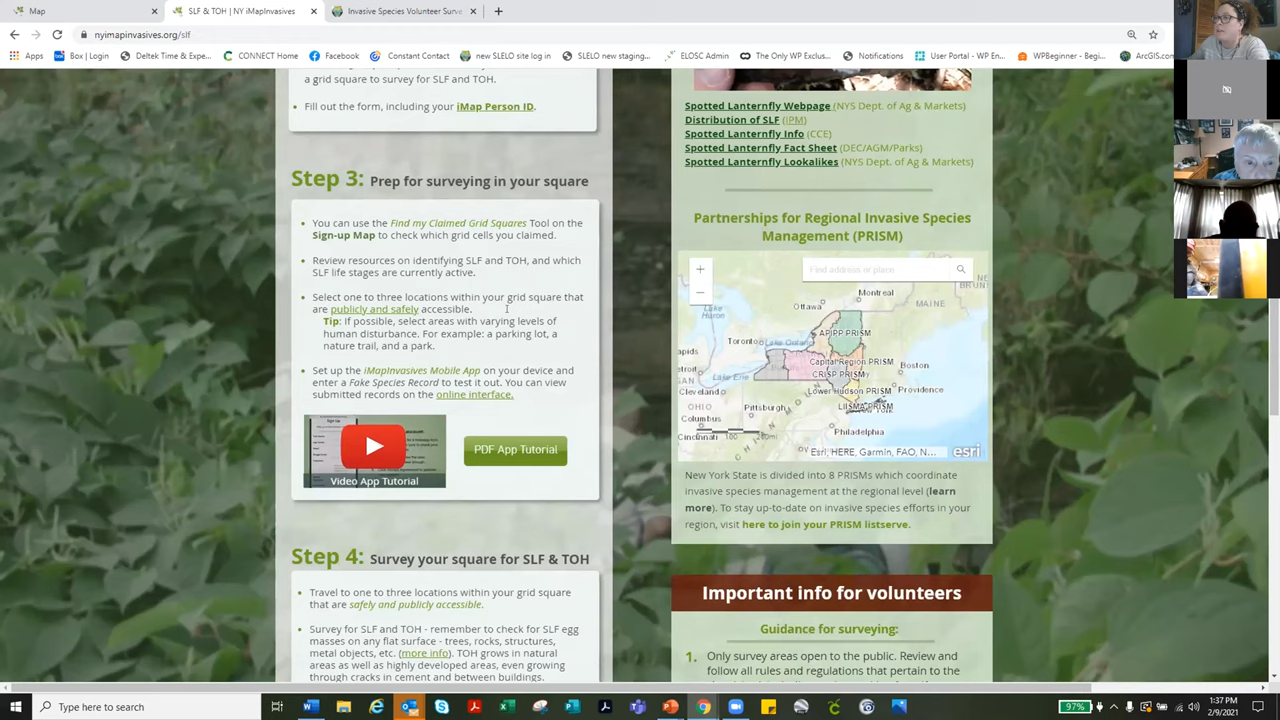 Map
SLF & TOH | NY iMapInvasives
Invasive Species Volunteer Surve
nyimapinvasives.org/slf
Apps
Box | Login
Deltek Time & Expe...
CONNECT Home
Facebook
Constant Contact
new SLELO site log in
new SLELO staging...
ELOSC Admin
The Only WP Exclus...
Notifications
User Portal - WP En...
WPBeginner - Begi...
ArcGIS.com
a grid square to survey for SLF and TOH.
Fill out the form, including your iMap Person ID.
Step 3: Prep for surveying in your square
You can use the Find my Claimed Grid Squares Tool on the
Sign-up Map to check which grid cells you claimed.
Review resources on identifying SLF and TOH, and which
SLF life stages are currently active.
Select one to three locations within your grid square that
are publicly and safely accessible.
Tip: If possible, select areas with varying levels of
human disturbance. For example: a parking lot, a
nature trail, and a park.
Set up the iMapInvasives Mobile App on your device and
enter a Fake Species Record to test it out. You can view
submitted records on the online interface.
Video App Tutorial
PDF App Tutorial
Step 4: Survey your square for SLF & TOH
Travel to one to three locations within your grid square
that are safely and publicly accessible.
Survey for SLF and TOH - remember to check for SLF egg
masses on any flat surface - trees, rocks, structures,
metal objects, etc. (more info). TOH grows in natural
areas as well as highly developed areas, even growing
through cracks in cement and between buildings.
Spotted Lanternfly Webpage (NYS Dept. of Ag & Markets)
Distribution of SLF (IPM)
Spotted Lanternfly Info (CCE)
Spotted Lanternfly Fact Sheet (DEC/AGM/Parks)
Spotted Lanternfly Lookalikes (NYS Dept. of Ag & Markets)
Partnerships for Regional Invasive Species
Management (PRISM)
Find address or place
Ottawa
Montreal
MAINE
Lake Huron
APIPP PRISM
Toronto
Lake Ontario
Capital Region PRISM
CRISP PRISM
Boston
Cleveland
Lower Hudson PRISM
Providence
OHIO
Pittsburgh
LIISMA PRISM
Columbus
Philadelphia
Cincinnati
100
Esri, HERE, Garmin, FAO, N...
esri
New York State is divided into 8 PRISMs which coordinate
invasive species management at the regional level (learn
more). To stay up-to-date on invasive species efforts in your
region, visit here to join your PRISM listserve.
Important info for volunteers
Guidance for surveying:
1. Only survey areas open to the public. Review and
follow all rules and regulations that pertain to the
Type here to search
97%
1:37 PM
2/9/2021